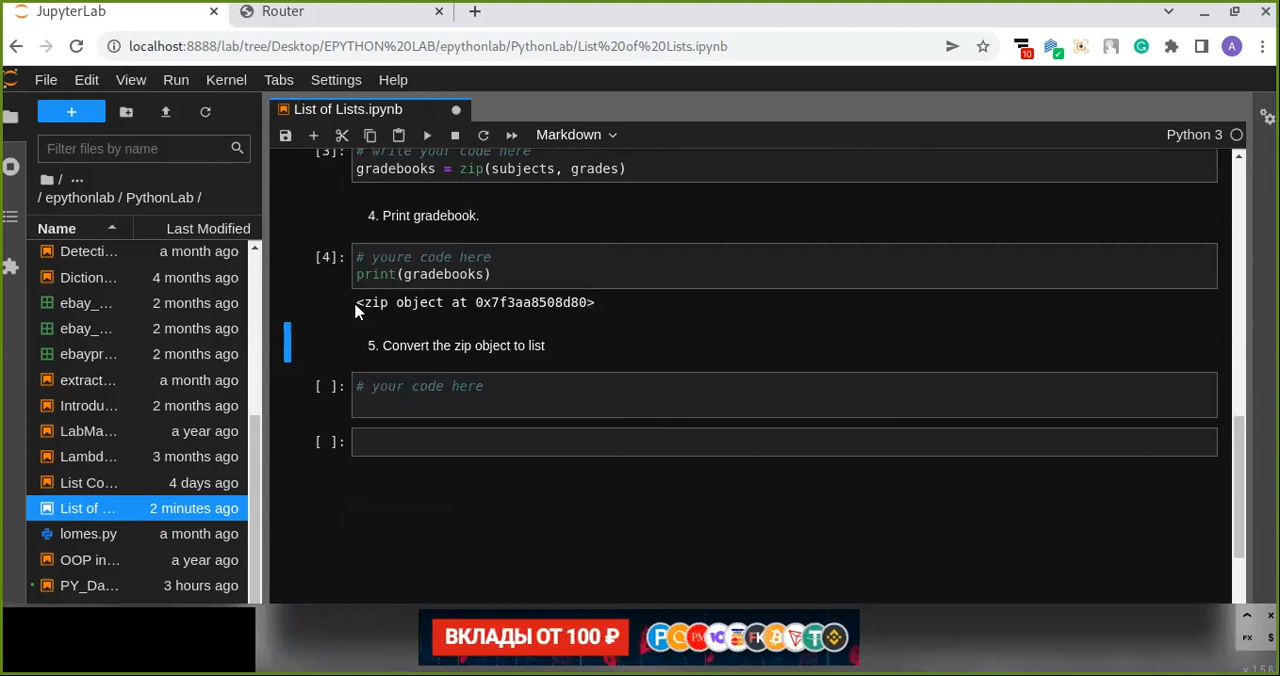 JupyterLab
Router
localhost:8888/lab/tree/Desktop/EPYTHON%20LAB/epythonlab/PythonLab/List%20of%20Lists.ipynb
10
A
File Edit View Run Kernel Tabs Settings Help
List of Lists.ipynb
Markdown
Python 3
Filter files by name
/ ...
/ epythonlab / PythonLab /
Name Last Modified
Detecti... a month ago
Diction... 4 months ago
ebay_... 2 months ago
ebay_... 2 months ago
ebaypr... 2 months ago
extract... a month ago
Introdu... 2 months ago
LabMa... a year ago
Lambd... 3 months ago
List Co... 4 days ago
List of ... 2 minutes ago
lomes.py a month ago
OOP in... a year ago
PY_Da... 3 hours ago
[3]: # write your code here
gradebooks = zip(subjects, grades)
4. Print gradebook.
[4]: # youre code here
print(gradebooks)
<zip object at 0x7f3aa8508d80>
5. Convert the zip object to list
[ ]: # your code here
[ ]:
ВКЛАДЫ ОТ 100 ₽
FX $
v 1.5.6